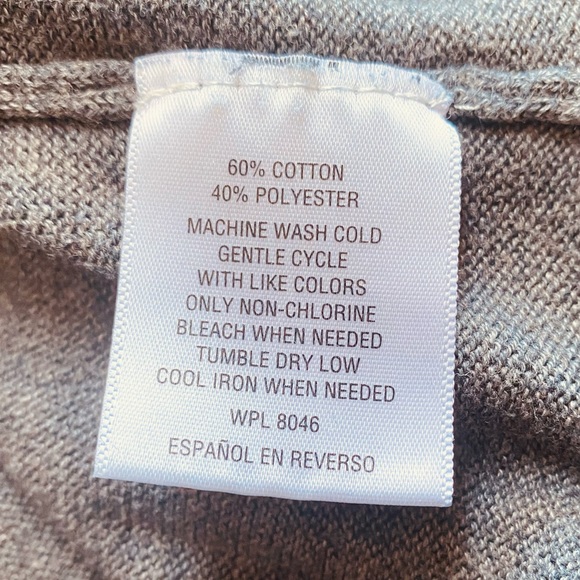 60% COTTON
40% POLYESTER
MACHINE WASH COLD
GENTLE CYCLE
WITH LIKE COLORS
ONLY NON-CHLORINE
BLEACH WHEN NEEDED
TUMBLE DRY LOW
COOL IRON WHEN NEEDED
WPL 8046
ESPAÑOL EN REVERSO